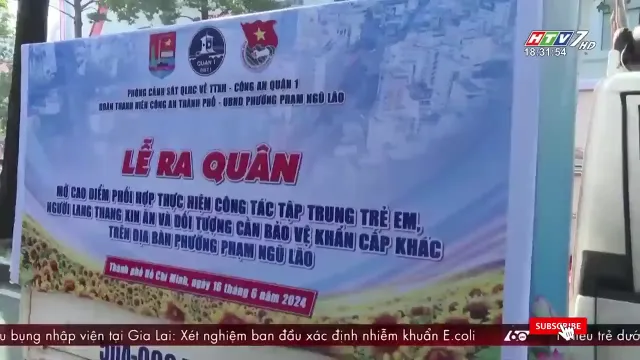 HTV7 HD
18:31:54
QUẬN 1
PHÒNG CẢNH SÁT QLHC VỀ TTXH - CÔNG AN QUẬN 1
ĐOÀN THANH NIÊN CÔNG AN THÀNH PHỐ - UBND PHƯỜNG PHẠM NGŨ LÃO
LỄ RA QUÂN
MỞ CAO ĐIỂM PHỐI HỢP THỰC HIỆN CÔNG TÁC TẬP TRUNG TRẺ EM,
NGƯỜI LANG THANG XIN ĂN VÀ ĐỐI TƯỢNG CẦN BẢO VỆ KHẨN CẤP KHÁC
TRÊN ĐỊA BÀN PHƯỜNG PHẠM NGŨ LÃO
Thành phố Hồ Chí Minh, ngày 16 tháng 6 năm 2024
SUBSCRIBE
bụng nhập viện tại Gia Lai: Xét nghiệm ban đầu xác định nhiễm khuẩn E.coli 60 Nhiều trẻ dướ